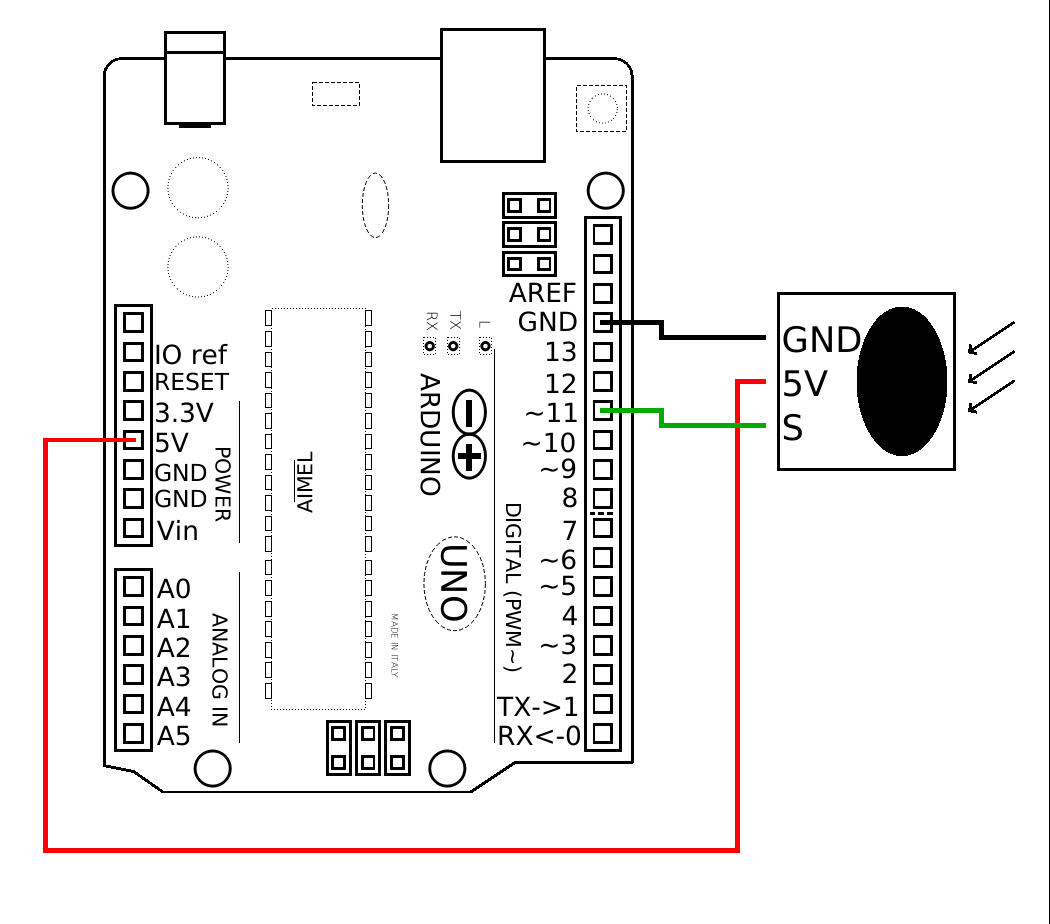 AREF
GND
13
12
~11
~10
~9
8
7
~6
~5
4
~3
2
TX->1
RX<-0
RX
TX
L
ARDUINO
UNO
DIGITAL (PWM~)
MADE IN ITALY
IO ref
RESET
3.3V
5V
GND
GND
Vin
POWER
A0
A1
A2
A3
A4
A5
ANALOG IN
GND
5V
S